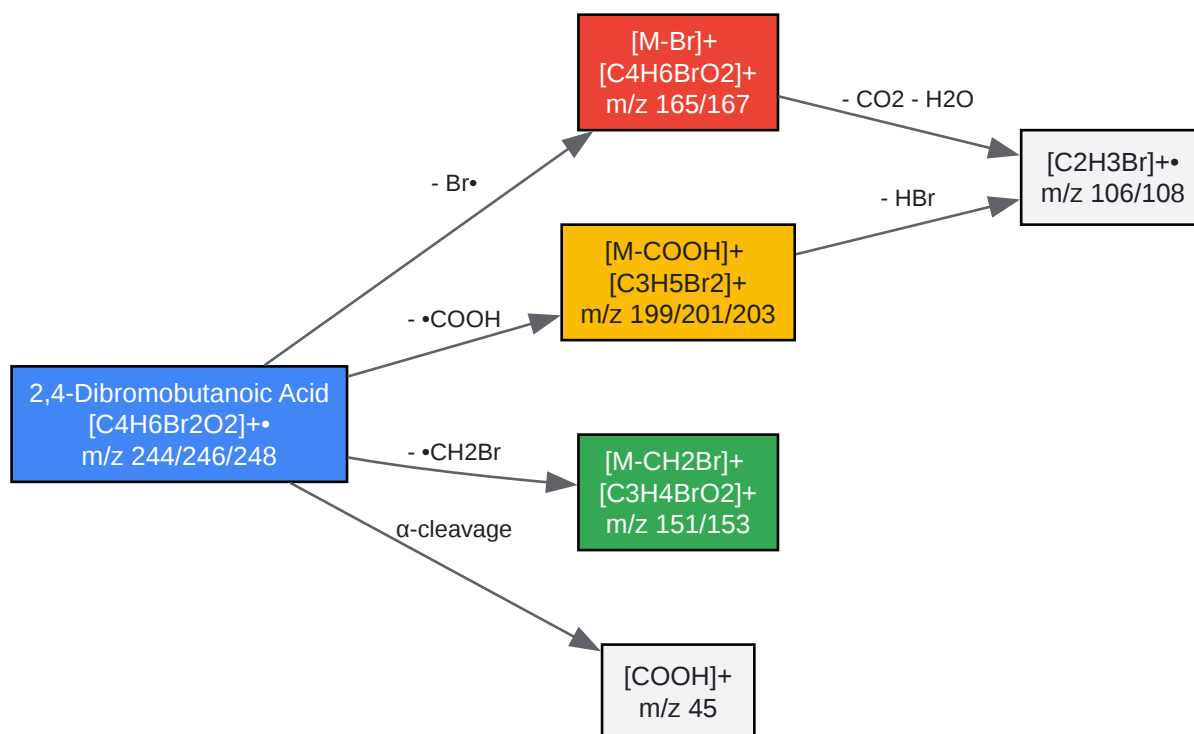 [M-Br]+
[C4H6BrO2]+
m/z 165/167
- CO2 - H2O
[C2H3Br]+•
m/z 106/108
- Br•
- HBr
[M-COOH]+
[C3H5Br2]+
m/z 199/201/203
- •COOH
2,4-Dibromobutanoic Acid
[C4H6Br2O2]+•
m/z 244/246/248
- •CH2Br
[M-CH2Br]+
[C3H4BrO2]+
m/z 151/153
α-cleavage
[COOH]+
m/z 45